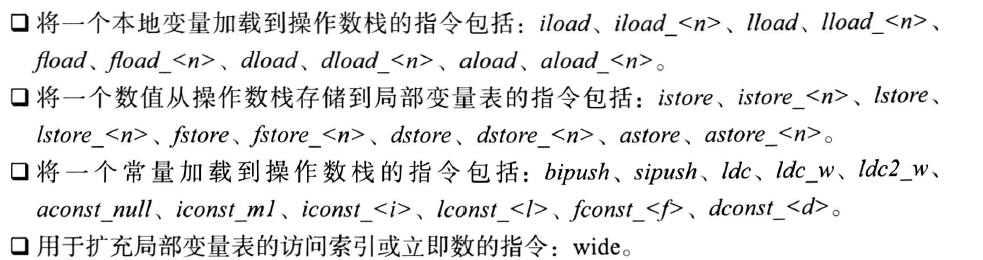 ❑ 将一个本地变量加载到操作数栈的指令包括：iload、iload_<n>、lload、lload_<n>、
fload、fload_<n>、dload、dload_<n>、aload、aload_<n>。
❑ 将一个数值从操作数栈存储到局部变量表的指令包括：istore、istore_<n>、lstore、
lstore_<n>、fstore、fstore_<n>、dstore、dstore_<n>、astore、astore_<n>。
❑ 将一个常量加载到操作数栈的指令包括：bipush、sipush、ldc、ldc_w、ldc2_w、
aconst_null、iconst_m1、iconst_<i>、lconst_<l>、fconst_<f>、dconst_<d>。
❑ 用于扩充局部变量表的访问索引或立即数的指令：wide。